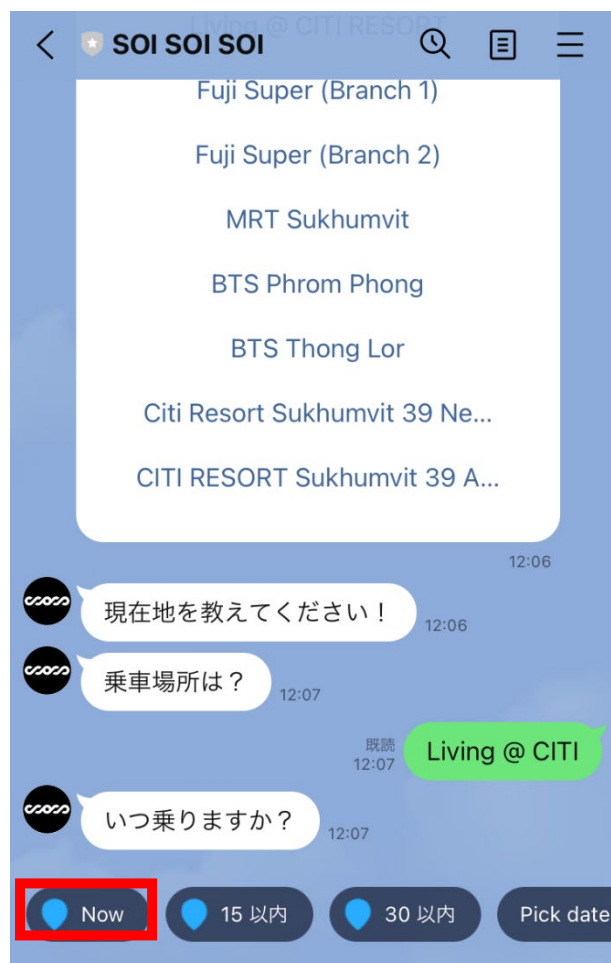 Living @ CITI RESORT
SOI SOI SOI
Fuji Super (Branch 1)
Fuji Super (Branch 2)
MRT Sukhumvit
BTS Phrom Phong
BTS Thong Lor
Citi Resort Sukhumvit 39 Ne...
CITI RESORT Sukhumvit 39 A...
12:06
現在地を教えてください！
12:06
乗車場所は？
12:07
既読
12:07
Living @ CITI
いつ乗りますか？
12:07
Now
15 以内
30 以内
Pick date